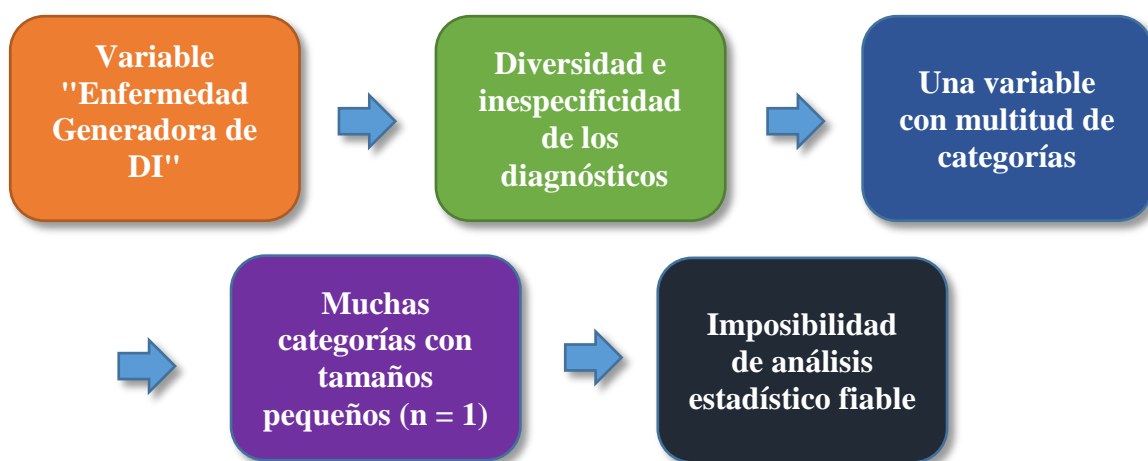 Variable
"Enfermedad
Generadora de
DI"
Diversidad e
inespecificidad
de los
diagnósticos
Una variable
con multitud de
categorías
Muchas
categorías con
tamaños
pequeños (n = 1)
Imposibilidad
de análisis
estadístico fiable